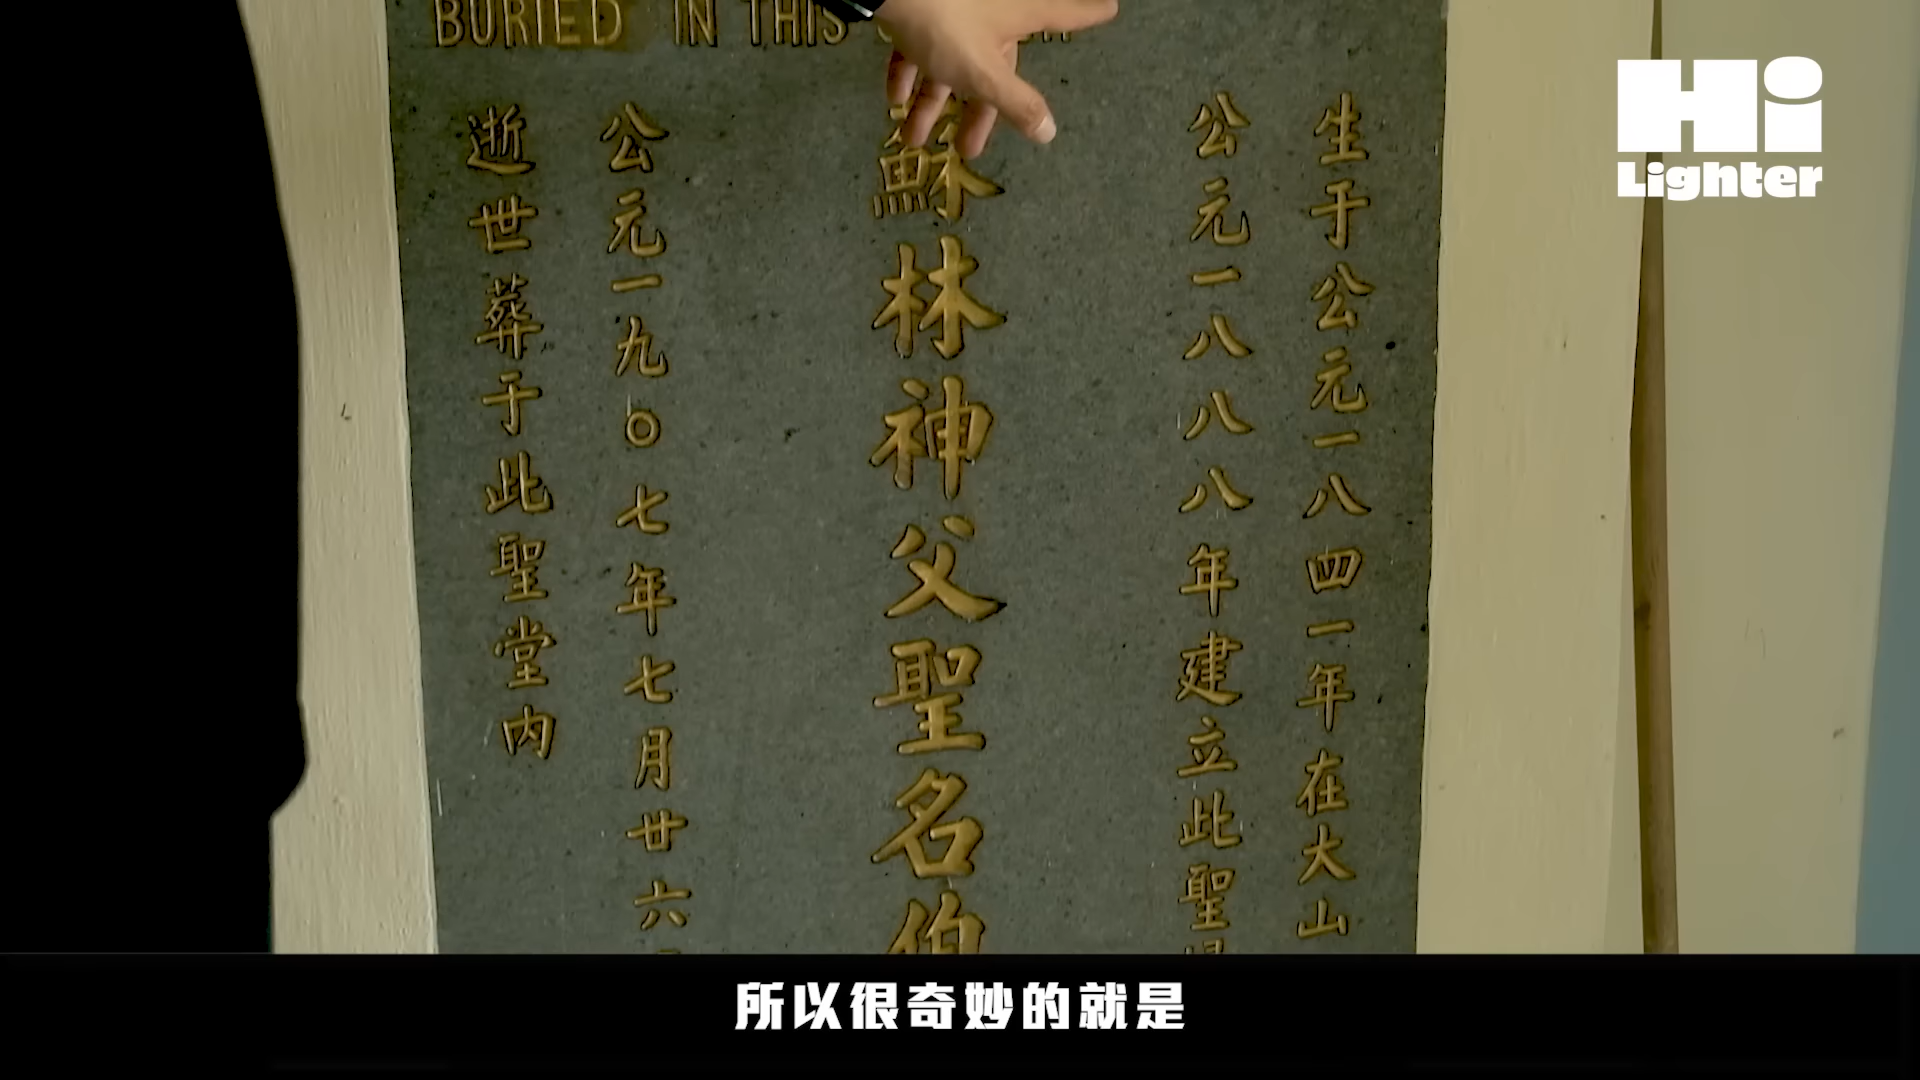 BURIED IN THIS
生于公元一八四一年在大山
公元一八八八年建立此聖
蘇林神父聖名伯
公元一九〇七年七月廿六
逝世葬于此聖堂内
Hi
Lighter
所以很奇妙的就是